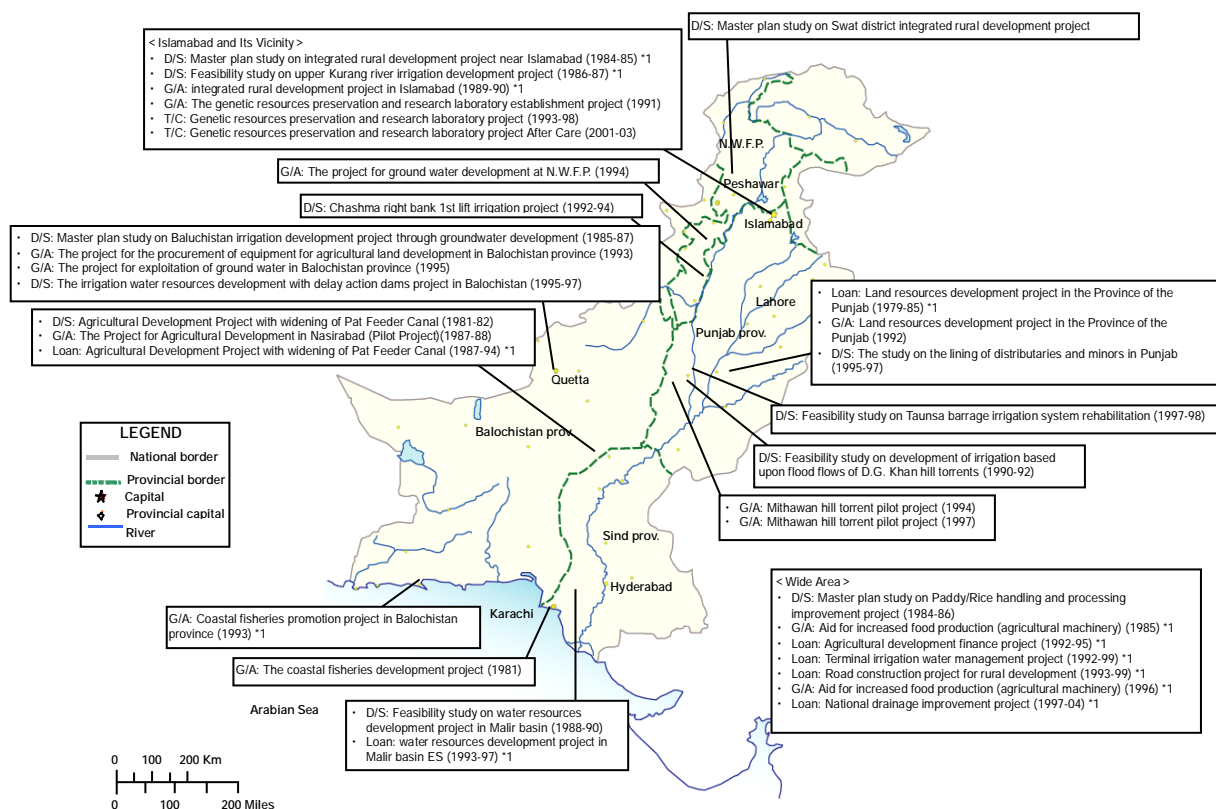 D/S: Master plan study on Swat district integrated rural development project
< Islamabad and Its Vicinity >
・ D/S: Master plan study on integrated rural development project near Islamabad (1984-85) *1
・ D/S: Feasibility study on upper Kurang river irrigation development project (1986-87) *1
・ G/A: integrated rural development project in Islamabad (1989-90) *1
・ G/A: The genetic resources preservation and research laboratory establishment project (1991)
・ T/C: Genetic resources preservation and research laboratory project (1993-98)
・ T/C: Genetic resources preservation and research laboratory project After Care (2001-03)
N.W.F.P.
G/A: The project for ground water development at N.W.F.P. (1994)
Peshawar
D/S: Chashma right bank 1st lift irrigation project (1992-94)
Islamabad
・ D/S: Master plan study on Baluchistan irrigation development project through groundwater development (1985-87)
・ G/A: The project for the procurement of equipment for agricultural land development in Balochistan province (1993)
・ G/A: The project for exploitation of ground water in Balochistan province (1995)
・ D/S: The irrigation water resources development with delay action dams project in Balochistan (1995-97)
・ Loan: Land resources development project in the Province of the
Punjab (1979-85) *1
・ G/A: Land resources development project in the Province of the
Punjab (1992)
・ D/S: The study on the lining of distributaries and minors in Punjab
(1995-97)
Lahore
Punjab prov.
・ D/S: Agricultural Development Project with widening of Pat Feeder Canal (1981-82)
・ G/A: The Project for Agricultural Development in Nasirabad (Pilot Project)(1987-88)
・ Loan: Agricultural Development Project with widening of Pat Feeder Canal (1987-94) *1
Quetta
D/S: Feasibility study on Taunsa barrage irrigation system rehabilitation (1997-98)
Balochistan prov.
D/S: Feasibility study on development of irrigation based
upon flood flows of D.G. Khan hill torrents (1990-92)
LEGEND
National border
Provincial border
Capital
Provincial capital
River
・ G/A: Mithawan hill torrent pilot project (1994)
・ G/A: Mithawan hill torrent pilot project (1997)
Sind prov.
Hyderabad
Karachi
< Wide Area >
・ D/S: Master plan study on Paddy/Rice handling and processing
improvement project (1984-86)
・ G/A: Aid for increased food production (agricultural machinery) (1985) *1
・ Loan: Agricultural development finance project (1992-95) *1
・ Loan: Terminal irrigation water management project (1992-99) *1
・ Loan: Road construction project for rural development (1993-99) *1
・ G/A: Aid for increased food production (agricultural machinery) (1996) *1
・ Loan: National drainage improvement project (1997-04) *1
G/A: Coastal fisheries promotion project in Balochistan
province (1993) *1
G/A: The coastal fisheries development project (1981)
Arabian Sea
・ D/S: Feasibility study on water resources
development project in Malir basin (1988-90)
・ Loan: water resources development project in
Malir basin ES (1993-97) *1
0 100 200 Km
0 100 200 Miles